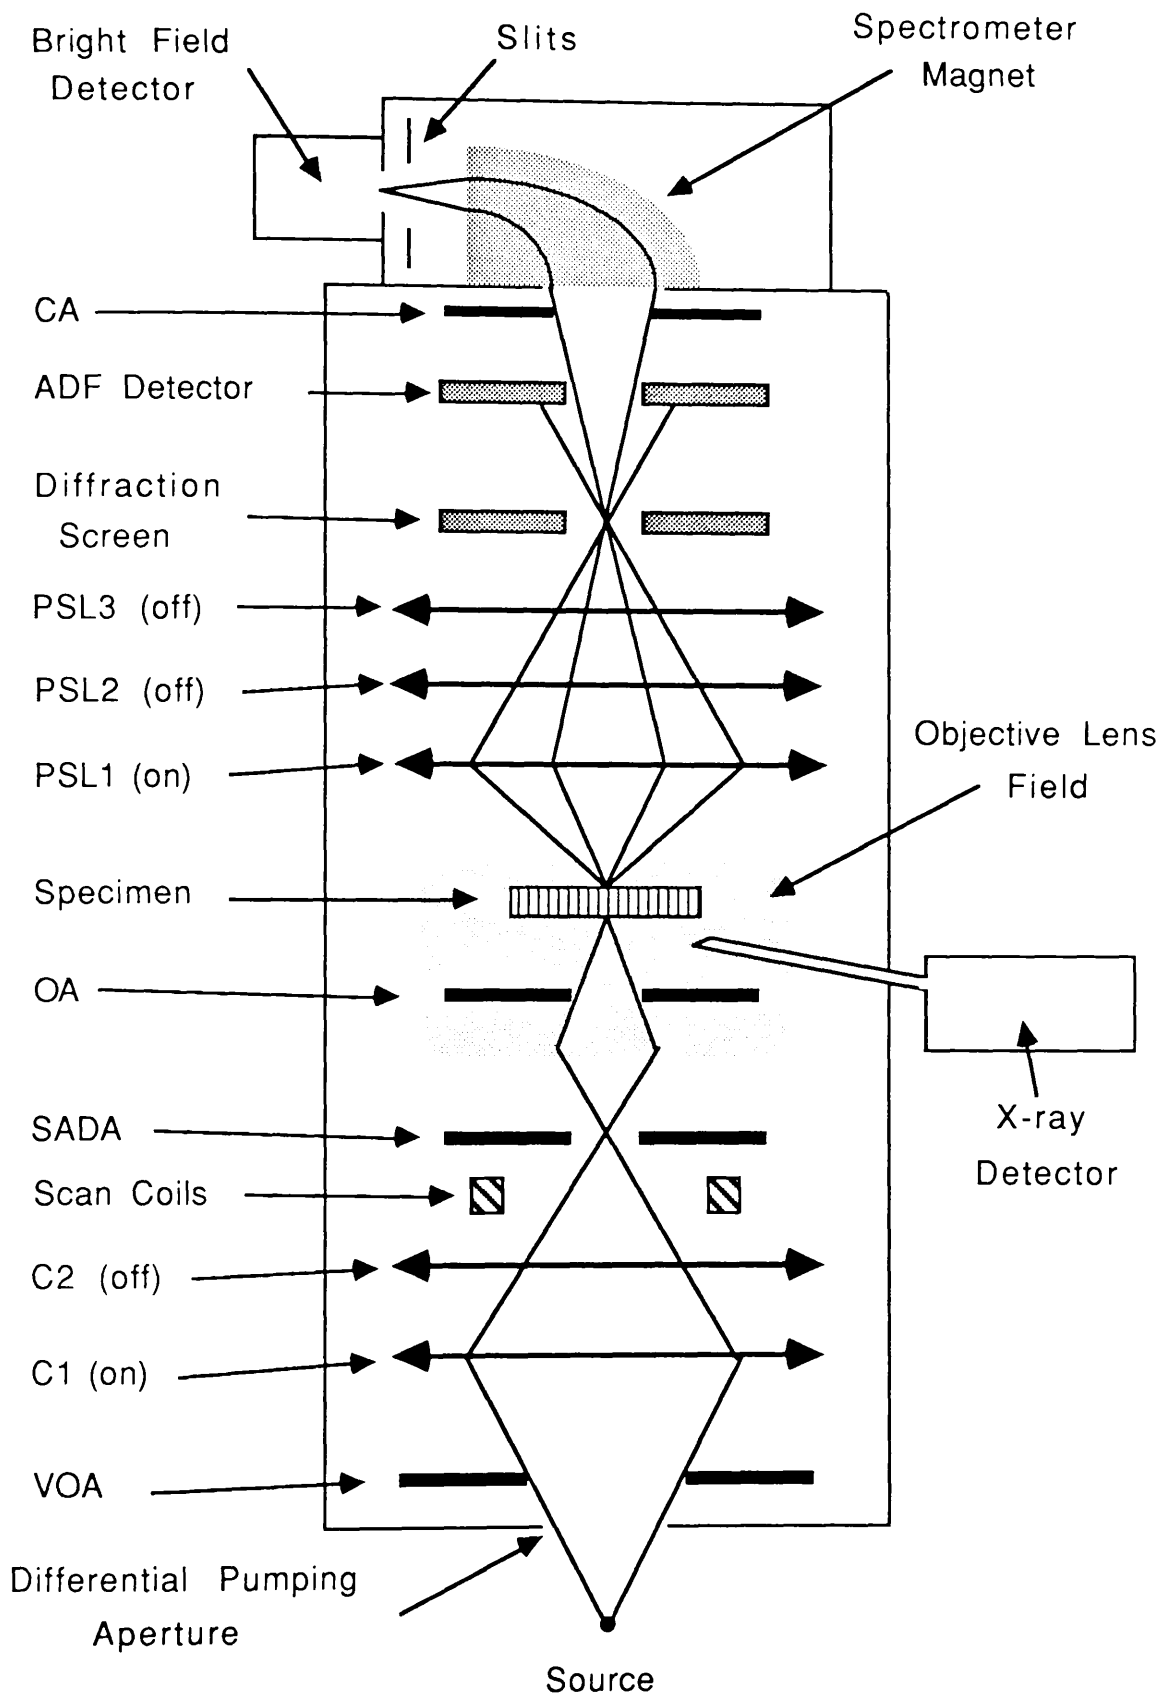 Bright Field
Detector
Slits
Spectrometer
Magnet
CA
ADF Detector
Diffraction
Screen
PSL3 (off)
PSL2 (off)
PSL1 (on)
Objective Lens
Field
Specimen
OA
X-ray
Detector
SADA
Scan Coils
C2 (off)
C1 (on)
VOA
Differential Pumping
Aperture
Source